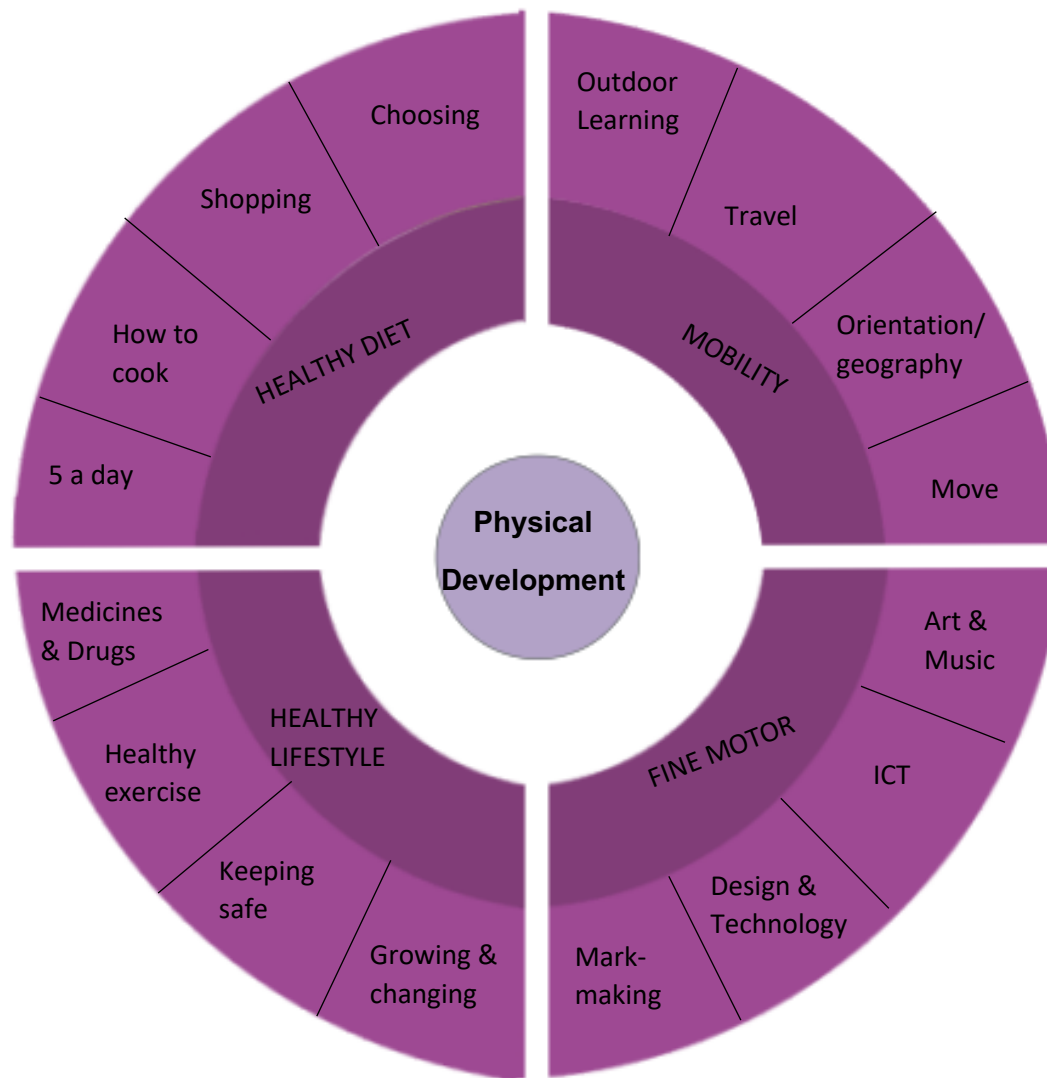 Choosing
Shopping
How to
cook
5 a day
HEALTHY DIET
Outdoor
Learning
Travel
Orientation/
geography
Move
MOBILITY
Physical
Development
Medicines
& Drugs
Healthy
exercise
Keeping
safe
Growing &
changing
HEALTHY
LIFESTYLE
Art &
Music
ICT
Design &
Technology
Mark-
making
FINE MOTOR